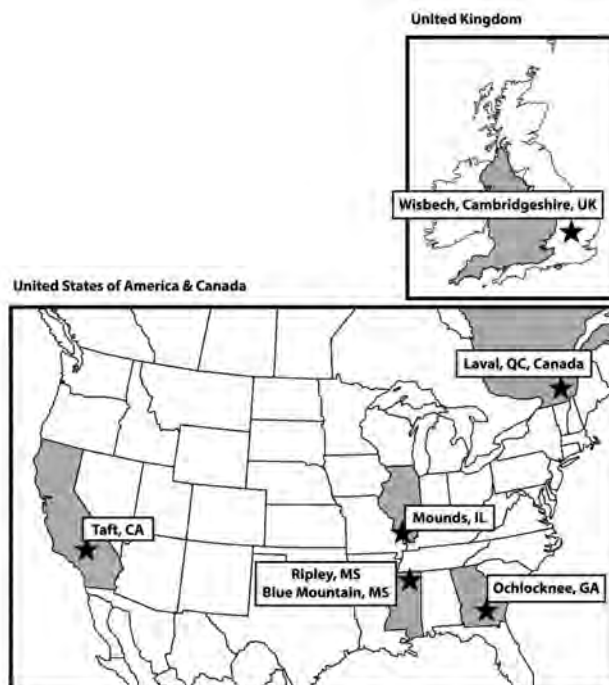 United Kingdom
Wisbech, Cambridgeshire, UK
United States of America & Canada
Laval, QC, Canada
Taft, CA
Mounds, IL
Ripley, MS
Blue Mountain, MS
Ochlocknee, GA